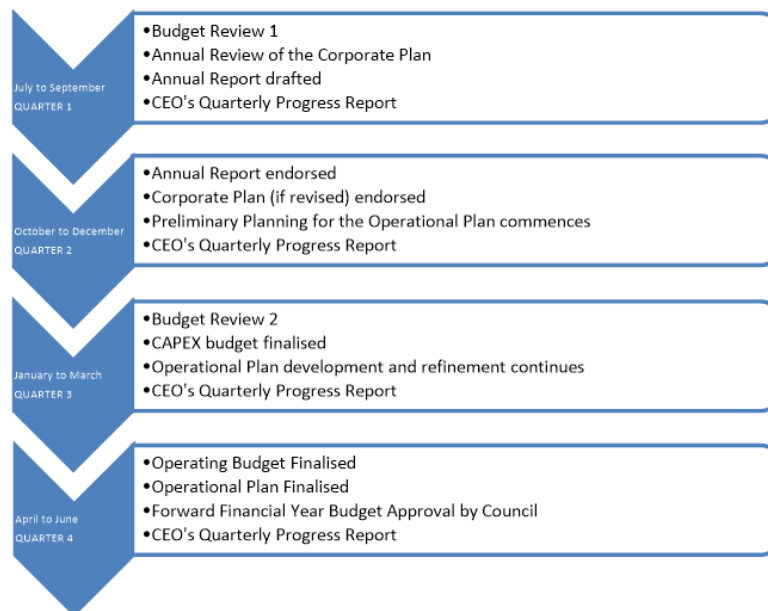 July to September
QUARTER 1
•Budget Review 1
•Annual Review of the Corporate Plan
•Annual Report drafted
•CEO's Quarterly Progress Report
October to December
QUARTER 2
•Annual Report endorsed
•Corporate Plan (if revised) endorsed
•Preliminary Planning for the Operational Plan commences
•CEO's Quarterly Progress Report
January to March
QUARTER 3
•Budget Review 2
•CAPEX budget finalised
•Operational Plan development and refinement continues
•CEO's Quarterly Progress Report
April to June
QUARTER 4
•Operating Budget Finalised
•Operational Plan Finalised
•Forward Financial Year Budget Approval by Council
•CEO's Quarterly Progress Report